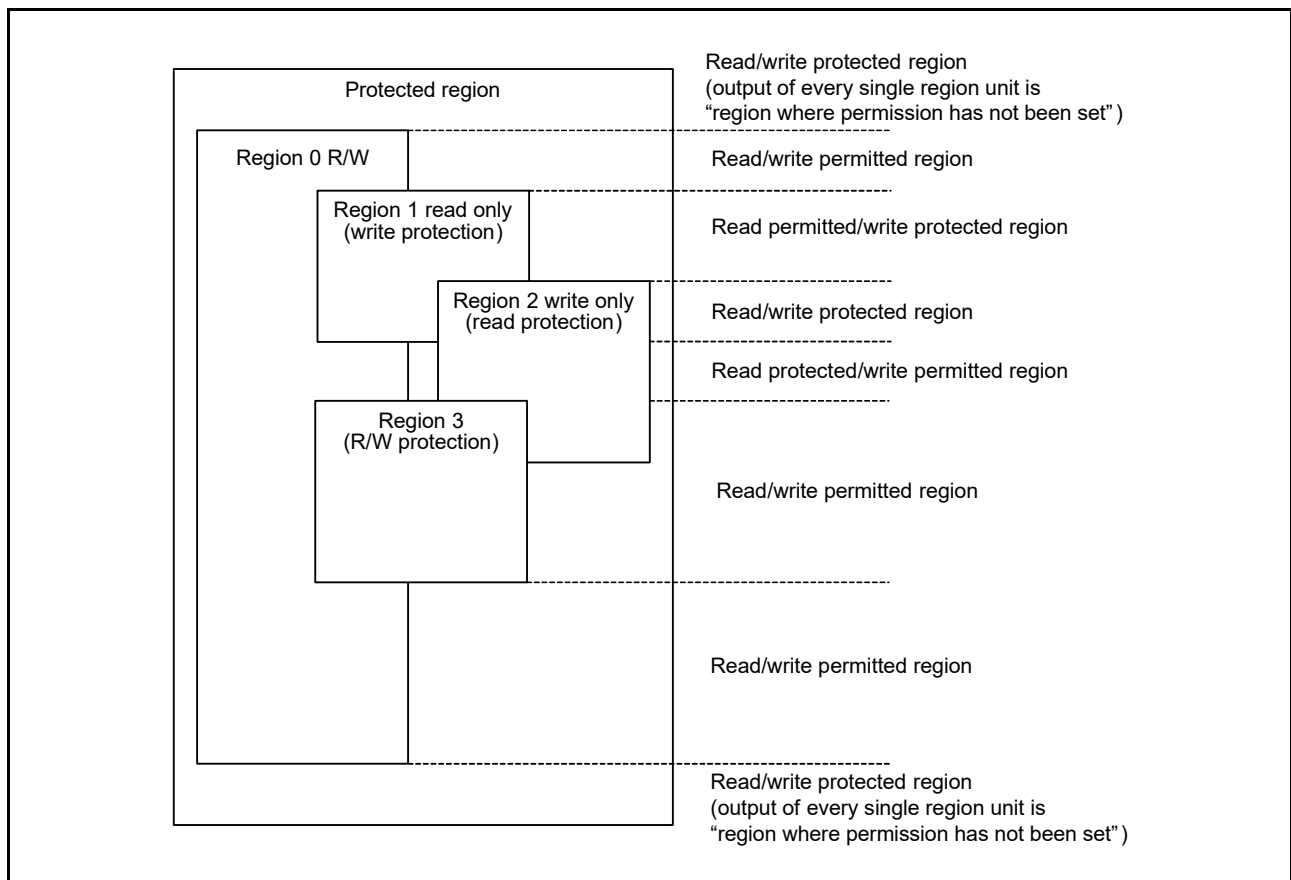 Protected region
Region 0 R/W
Region 1 read only
(write protection)
Region 2 write only
(read protection)
Region 3
(R/W protection)
Read/write protected region
(output of every single region unit is
“region where permission has not been set”)
Read/write permitted region
Read permitted/write protected region
Read/write protected region
Read protected/write permitted region
Read/write permitted region
Read/write permitted region
Read/write protected region
(output of every single region unit is
“region where permission has not been set”)